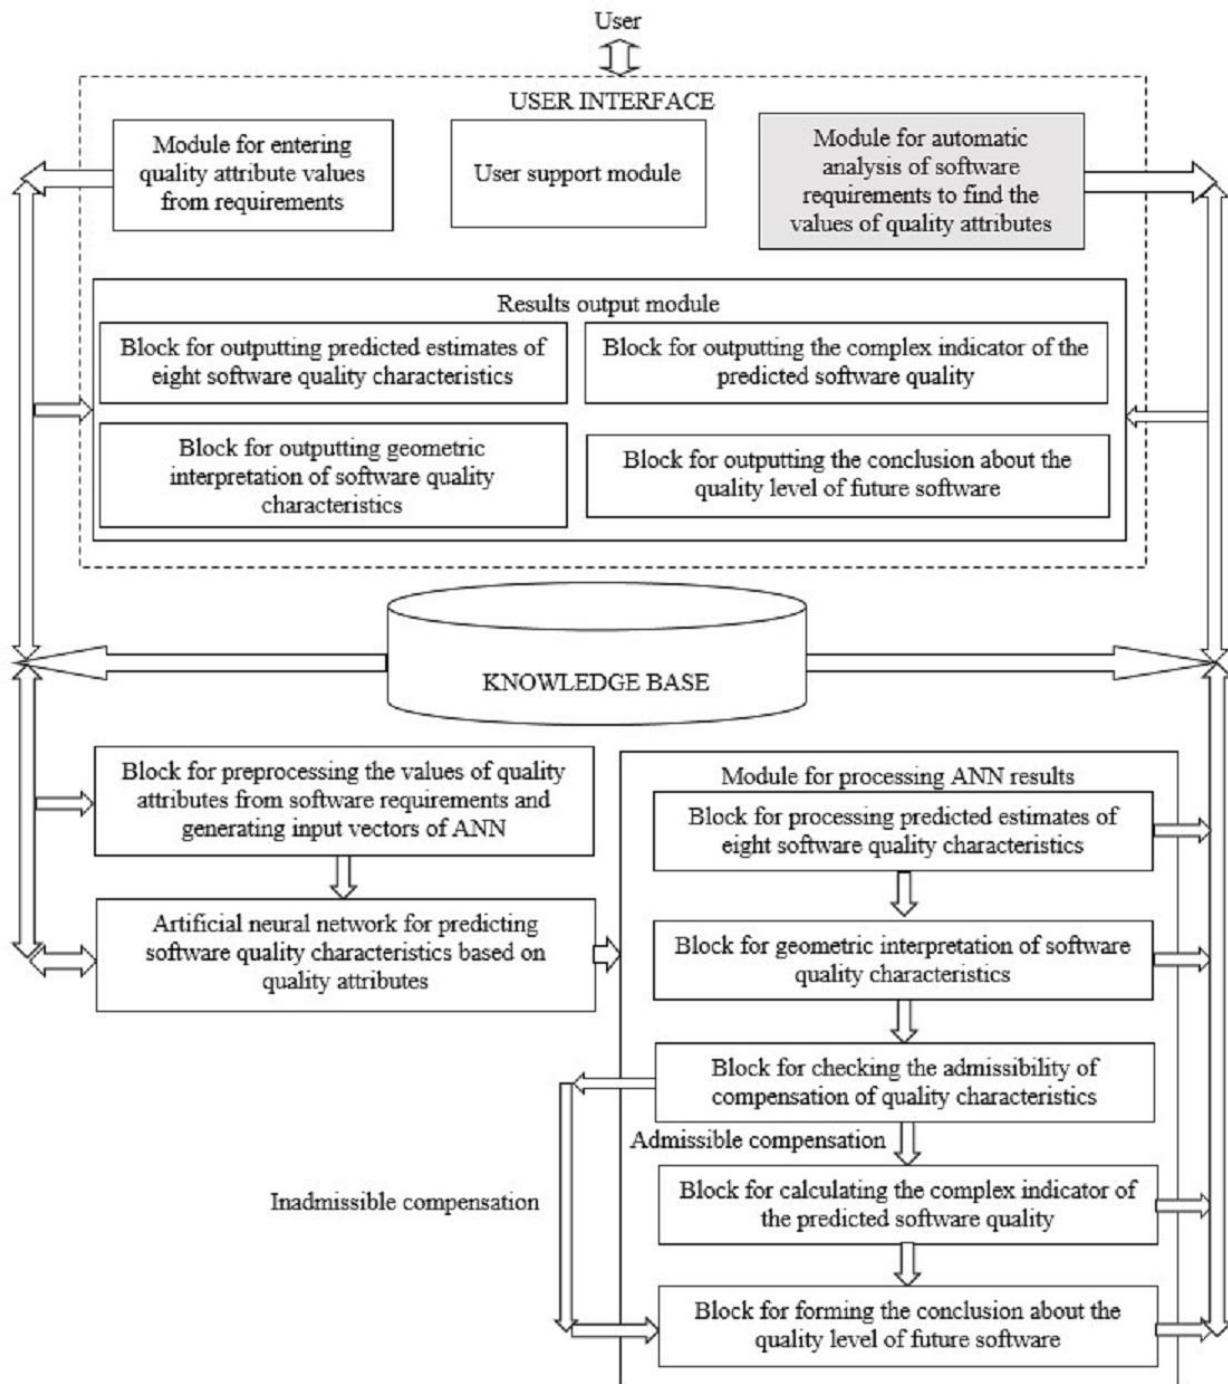 User
USER INTERFACE
Module for entering
quality attribute values
from requirements
User support module
Module for automatic
analysis of software
requirements to find the
values of quality attributes
Results output module
Block for outputting predicted estimates of
eight software quality characteristics
Block for outputting the complex indicator of the
predicted software quality
Block for outputting geometric
interpretation of software quality
characteristics
Block for outputting the conclusion about the
quality level of future software
KNOWLEDGE BASE
Block for preprocessing the values of quality
attributes from software requirements and
generating input vectors of ANN
Artificial neural network for predicting
software quality characteristics based on
quality attributes
Module for processing ANN results
Block for processing predicted estimates of
eight software quality characteristics
Block for geometric interpretation of software
quality characteristics
Block for checking the admissibility of
compensation of quality characteristics
Admissible compensation
Inadmissible compensation
Block for calculating the complex indicator of
the predicted software quality
Block for forming the conclusion about the
quality level of future software